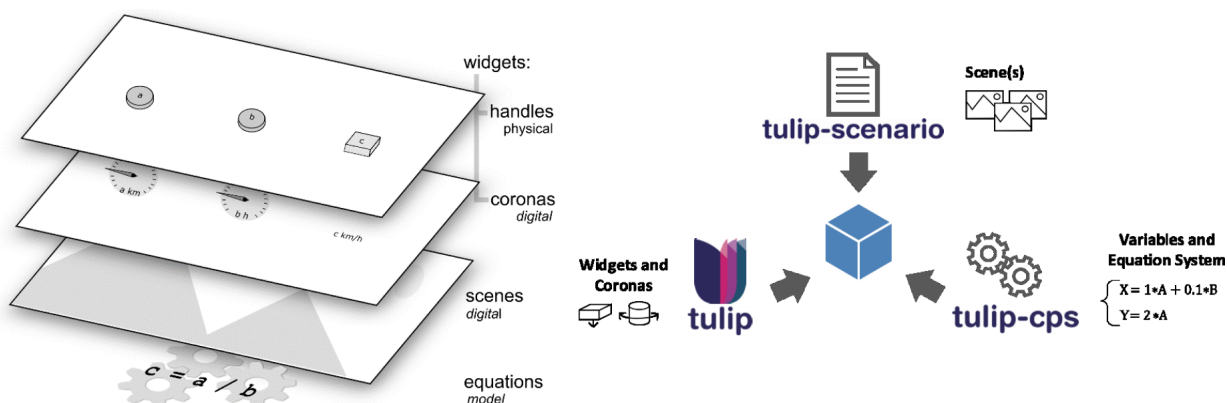 widgets:
a
b
handles
physical
c
a km
b h
coronas
digital
c km/h
scenes
digital
c = a / b
equations
model
Scene(s)
tulip-scenario
Widgets and
Coronas
tulip
Variables and
Equation System
X = 1*A + 0.1*B
Y= 2*A
tulip-cps